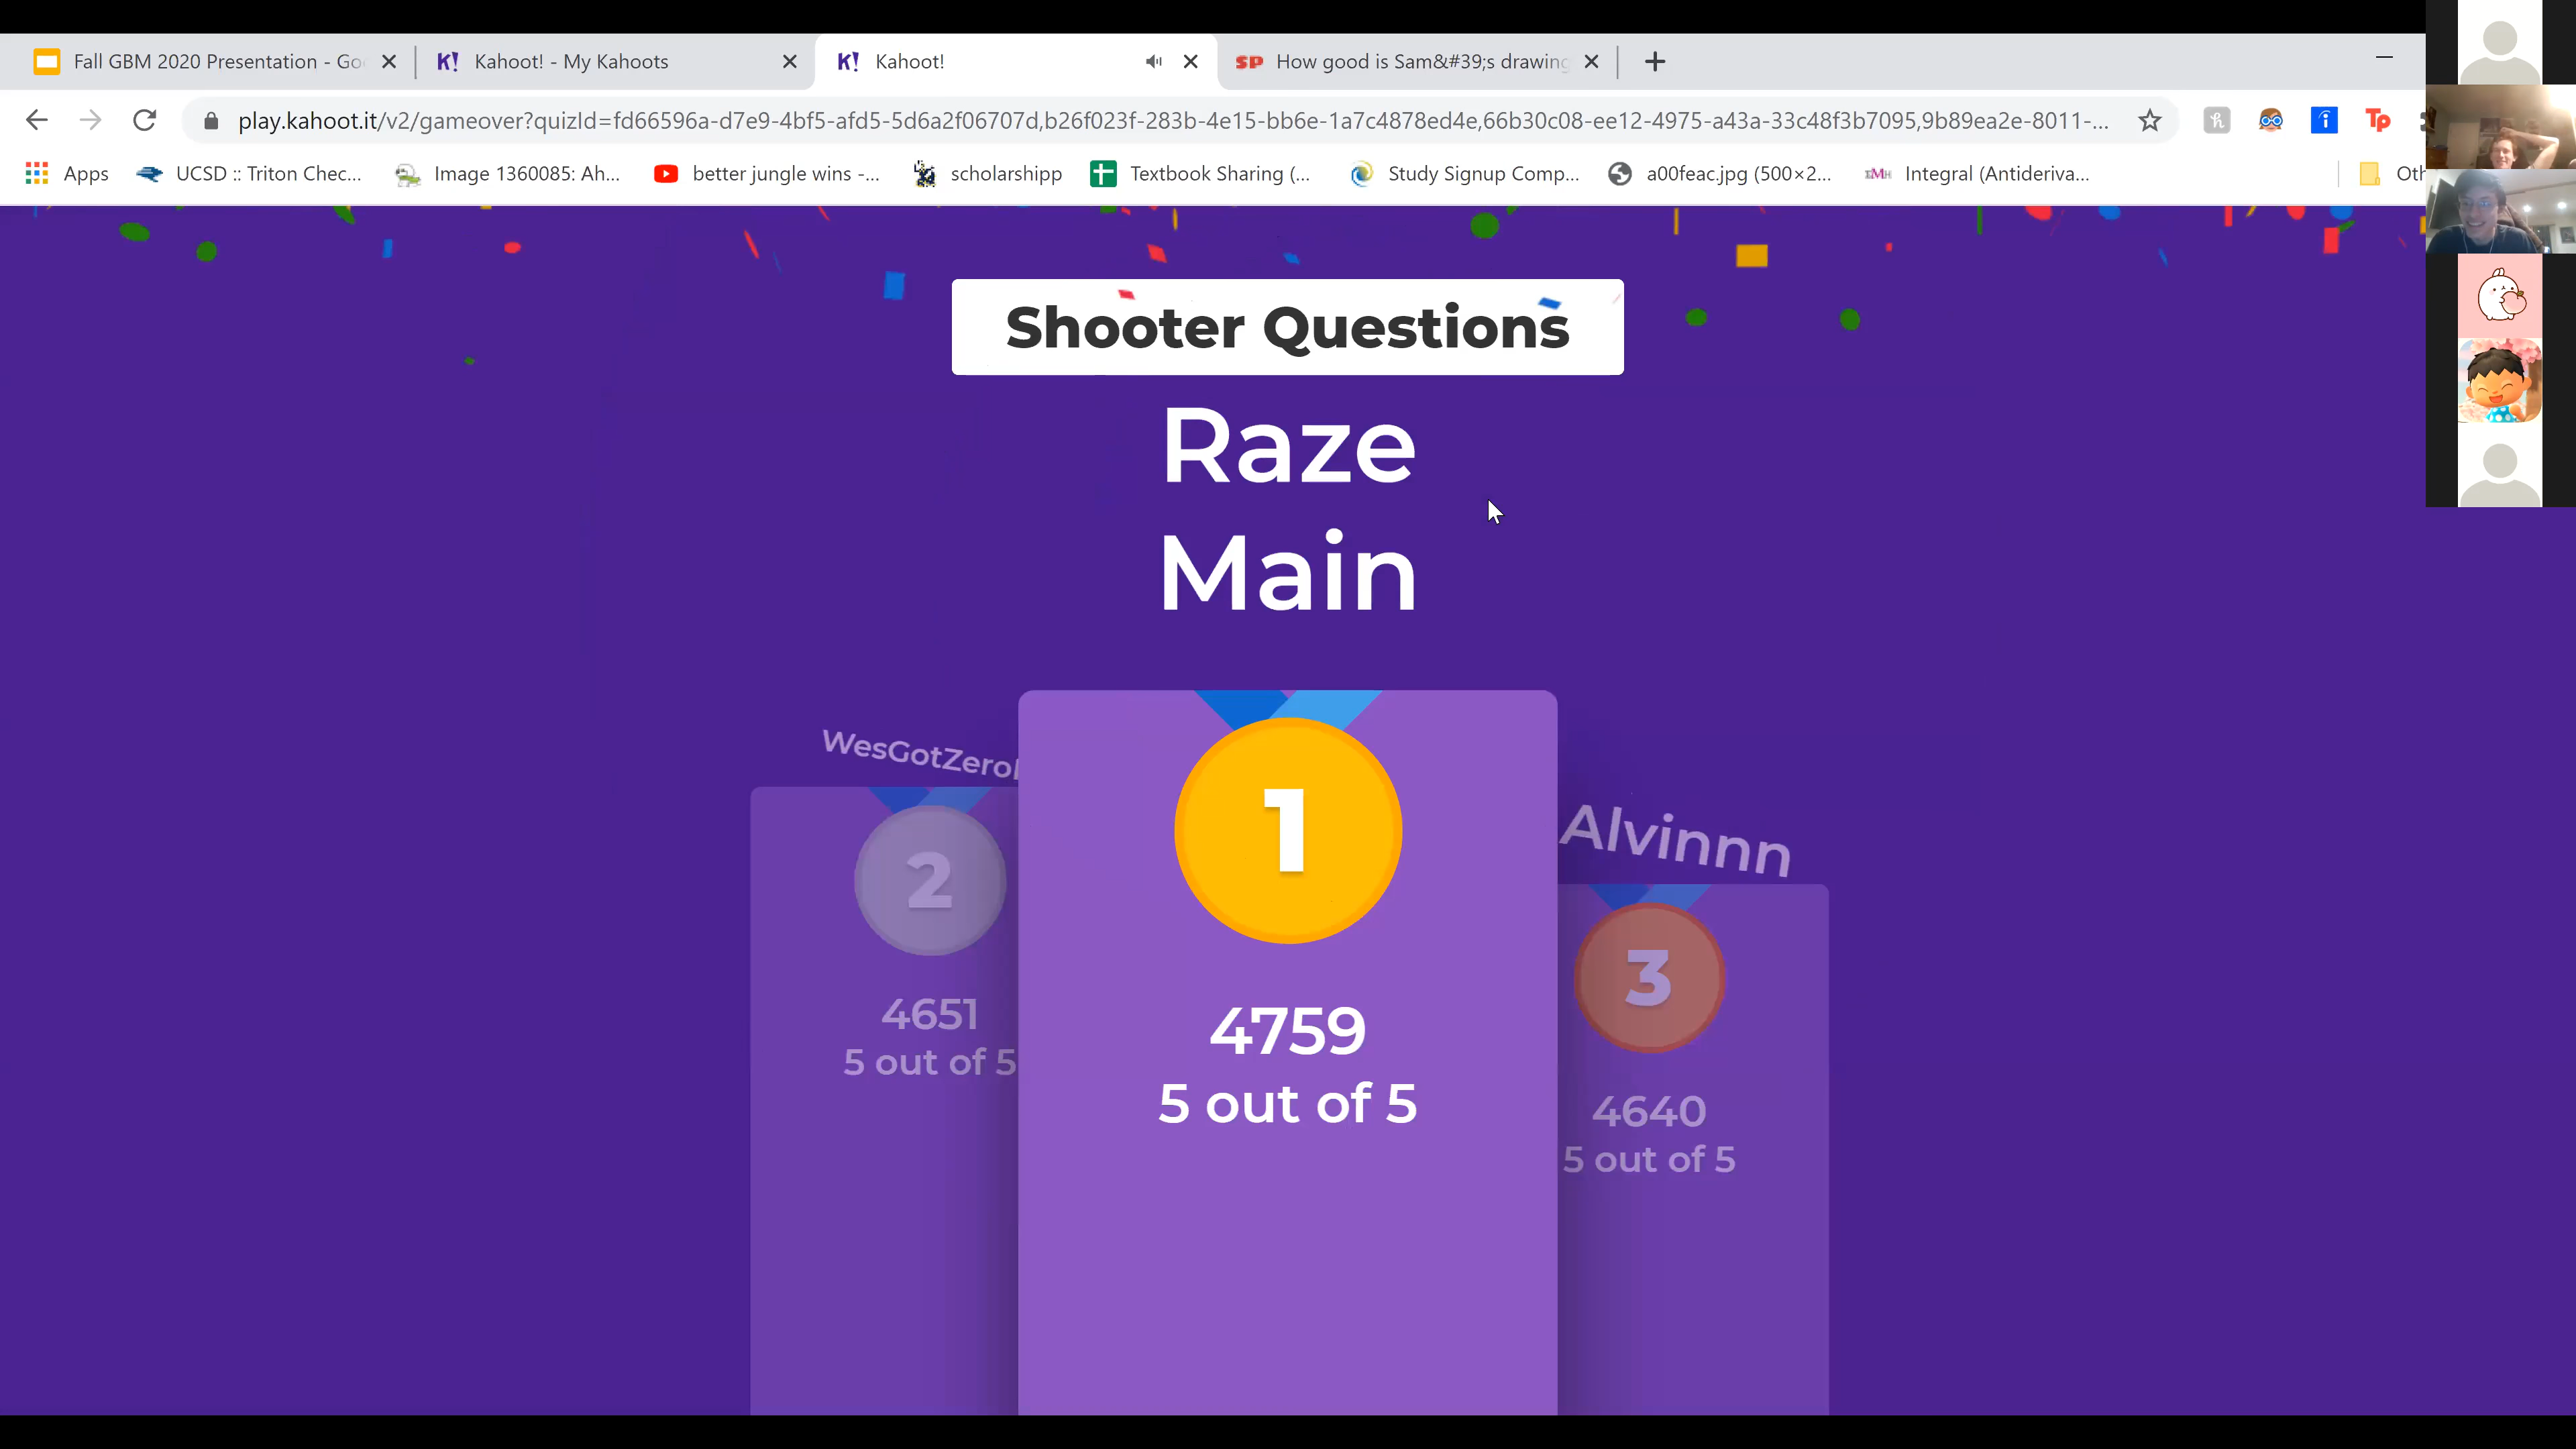 Fall GBM 2020 Presentation - Go
K! Kahoot! - My Kahoots
K! Kahoot!
SP How good is Sam&#39;s drawing
play.kahoot.it/v2/gameover?quizId=fd66596a-d7e9-4bf5-afd5-5d6a2f06707d,b26f023f-283b-4e15-bb6e-1a7c4878ed4e,66b30c08-ee12-4975-a43a-33c48f3b7095,9b89ea2e-8011-...
Tp
Apps
UCSD :: Triton Chec...
Image 1360085: Ah...
better jungle wins -...
scholarshipp
Textbook Sharing (...
Study Signup Comp...
a00feac.jpg (500×2...
Integral (Antideriva...
Oth
Shooter Questions
Raze
Main
WesGotZero
Alvinnn
1
2
3
4651
5 out of 5
4759
5 out of 5
4640
5 out of 5